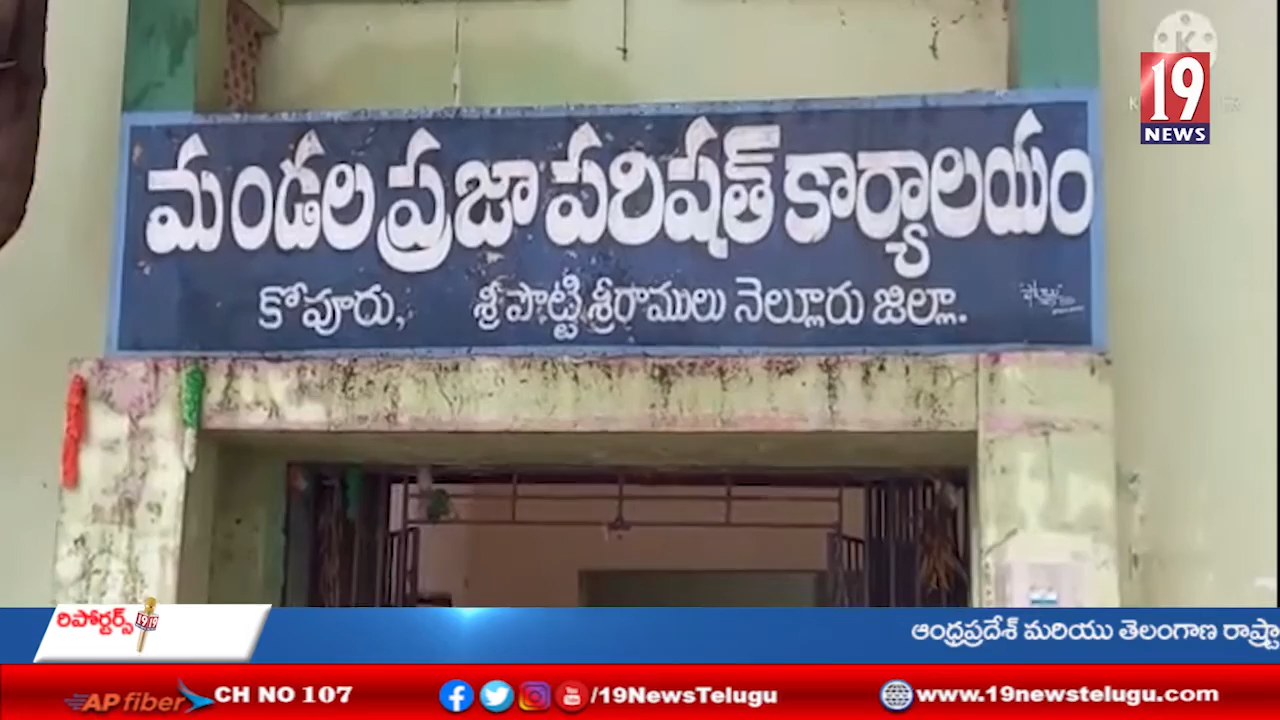 19
NEWS
మండల ప్రజా పరిషత్ కార్యాలయం
కోవూరు, శ్రీ పొట్టి శ్రీరాములు నెల్లూరు జిల్లా.
రిపోర్టర్స్
ఆంధ్రప్రదేశ్ మరియు తెలంగాణ రాష్ట్రా
AP fiber CH NO 107 /19NewsTelugu www.19newstelugu.com